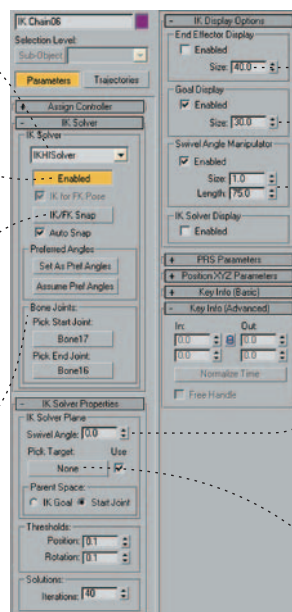 IK Chain06
Selection Level:
Sub-Object
Parameters
Trajectories
+ Assign Controller
- IK Solver
IK Solver
IKHISolver
Enabled
IK for FK Pose
IK/FK Snap
Auto Snap
Preferred Angles
Set As Pref Angles
Assume Pref Angles
Bone Joints:
Pick Start Joint:
Bone17
Pick End Joint:
Bone16
- IK Solver Properties
IK Solver Plane
Swivel Angle: 0.0
Pick Target: Use
None
Parent Space:
IK Goal Start Joint
Thresholds:
Position: 0.1
Rotation: 0.1
Solutions:
Iterations: 40
- IK Display Options
End Effector Display
Enabled
Size: 40.0
Goal Display
Enabled
Size: 30.0
Swivel Angle Manipulator
Enabled
Size: 1.0
Length: 75.0
IK Solver Display
Enabled
+ PRS Parameters
+ Position XYZ Parameters
+ Key Info (Basic)
- Key Info (Advanced)
In: Out:
0.0 0.0
0.0 0.0
Normalize Time
Free Handle